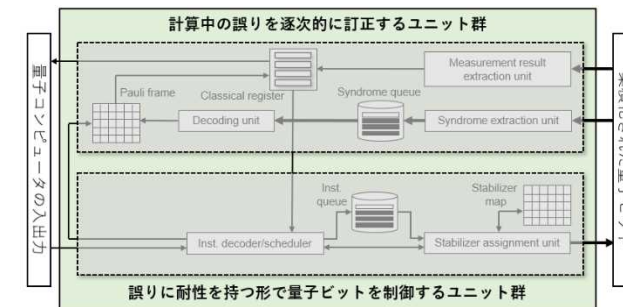 計算中の誤りを逐次的に訂正するユニット群
量子コンピュータの入出力
Measurement result
extraction unit
Pauli frame
Classical register
Syndrome queue
Decoding unit
Syndrome extraction unit
Inst.
queue
Stabilizer
map
Inst. decoder/scheduler
Stabilizer assignment unit
誤りに耐性を持つ形で量子ビットを制御するユニット群